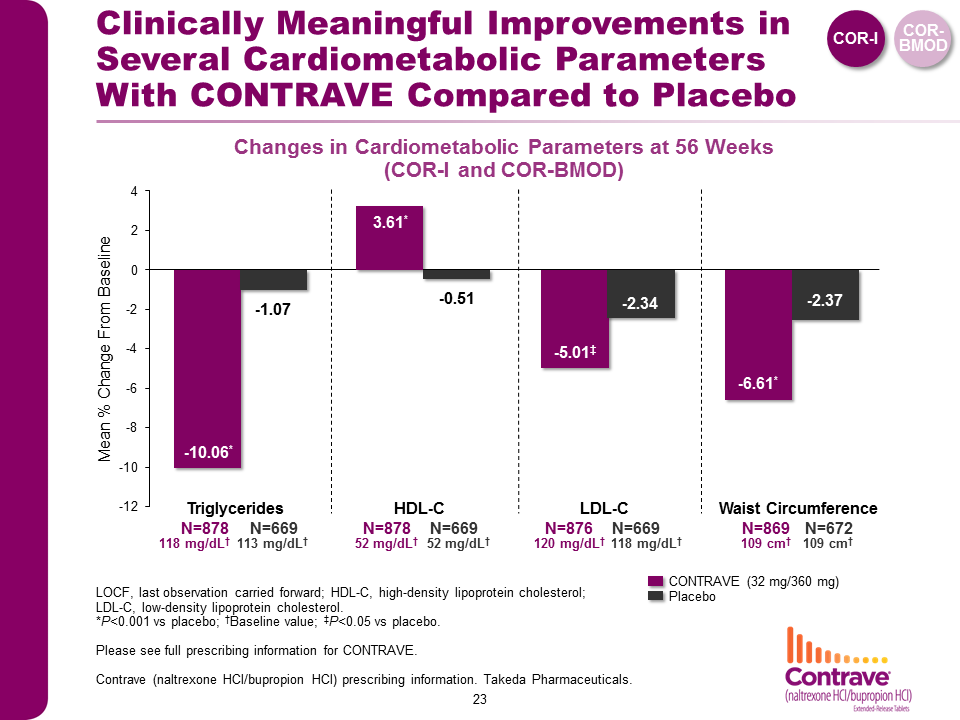 Clinically Meaningful Improvements in
Several Cardiometabolic Parameters
With CONTRAVE Compared to Placebo
COR-I
COR-
BMOD
Changes in Cardiometabolic Parameters at 56 Weeks
(COR-I and COR-BMOD)
Mean % Change From Baseline
4
2
0
-2
-4
-6
-8
-10
-12
-10.06*
-1.07
3.61*
-0.51
-5.01‡
-2.34
-6.61*
-2.37
Triglycerides HDL-C LDL-C Waist Circumference
N=878 N=669 N=878 N=669 N=876 N=669 N=869 N=672
118 mg/dL† 113 mg/dL† 52 mg/dL† 52 mg/dL† 120 mg/dL† 118 mg/dL† 109 cm† 109 cm†
CONTRAVE (32 mg/360 mg)
Placebo
LOCF, last observation carried forward; HDL-C, high-density lipoprotein cholesterol;
LDL-C, low-density lipoprotein cholesterol.
*P<0.001 vs placebo; †Baseline value; ‡P<0.05 vs placebo.
Please see full prescribing information for CONTRAVE.
Contrave (naltrexone HCl/bupropion HCl) prescribing information. Takeda Pharmaceuticals.
23
Contrave®
(naltrexone HCl/bupropion HCl)
Extended-Release Tablets